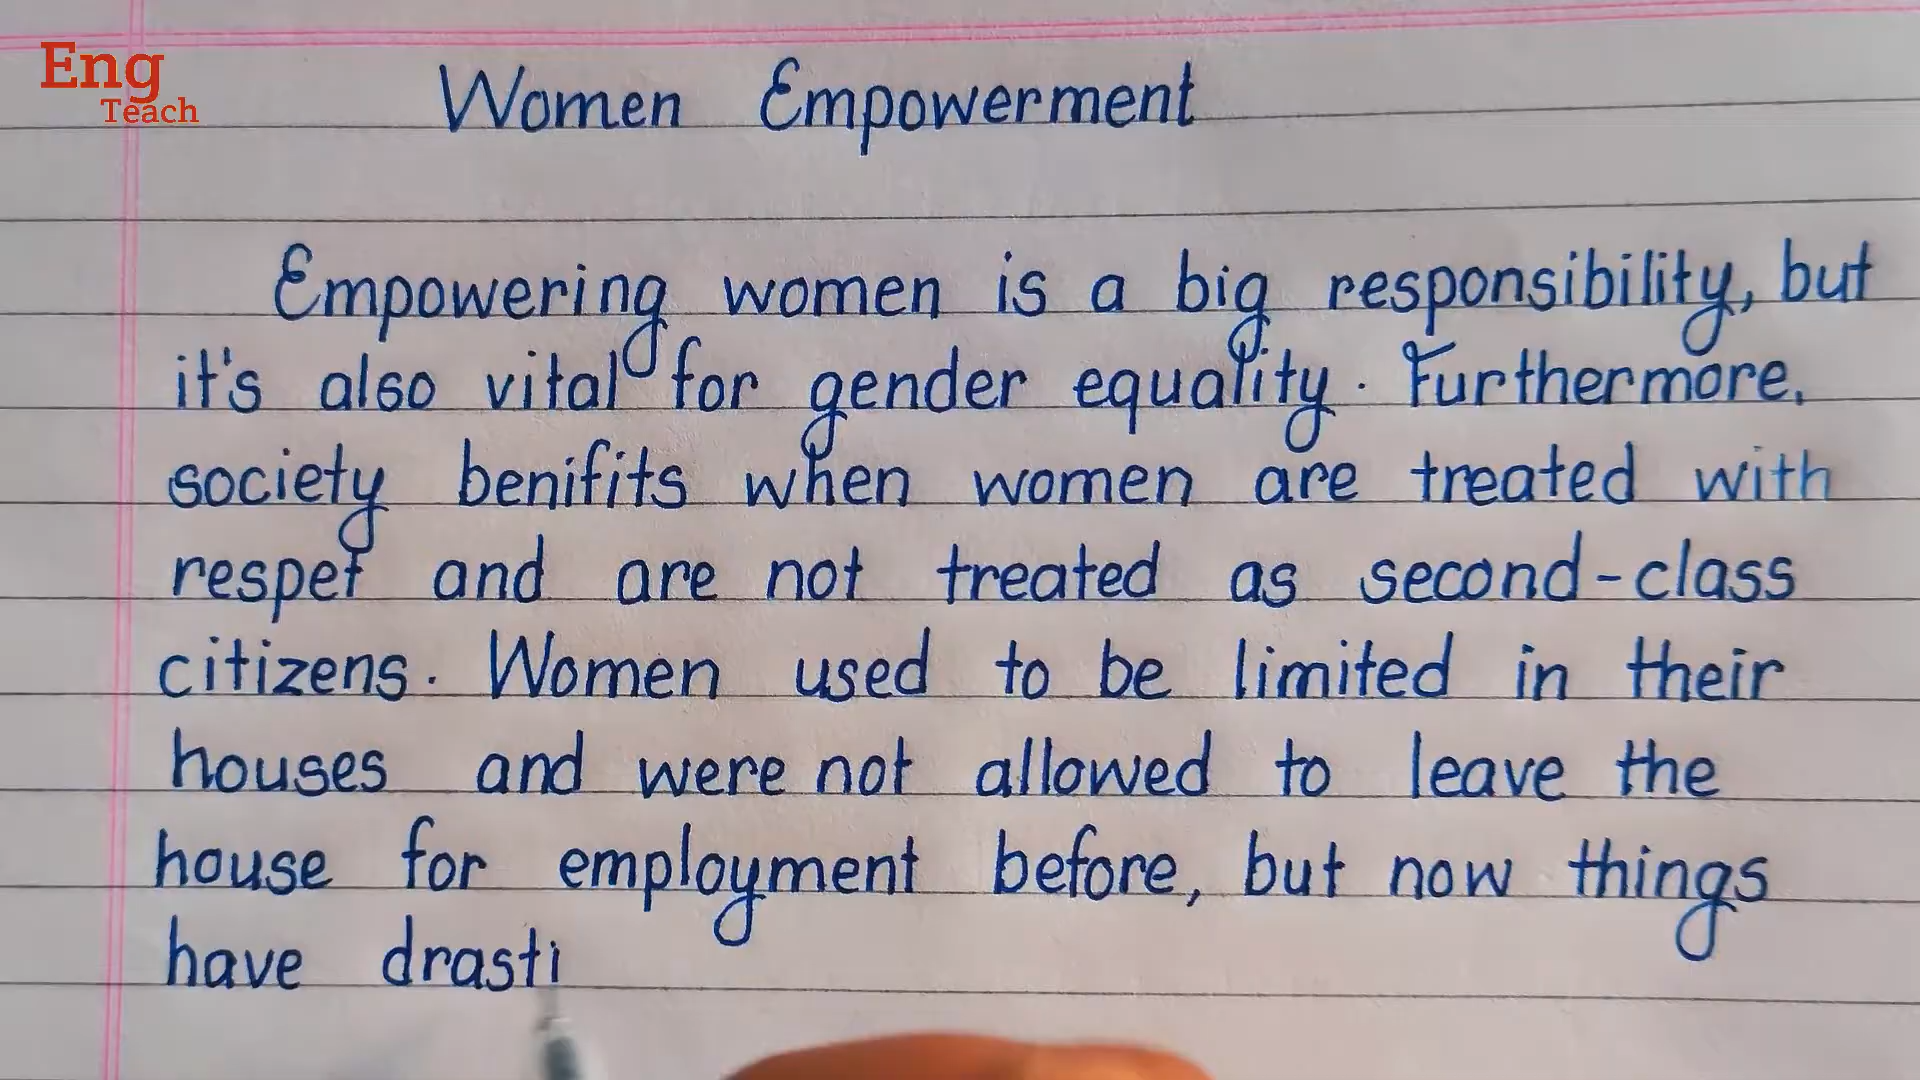 Eng
Teach
Women Empowerment
Empowering women is a big responsibility, but
it's also vital for gender equality. Furthermore,
society benifits when women are treated with
respet and are not treated as second-class
citizens. Women used to be limited in their
houses and were not allowed to leave the
house for employment before, but now things
have drasti